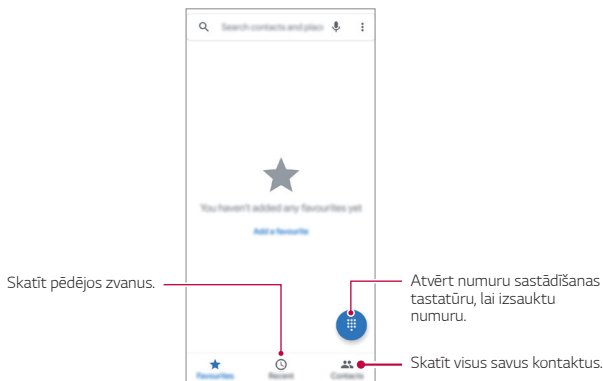 Search contacts and place
You haven't added any favourites yet
Add a favourite
Skatīt pēdējos zvanus.
Atvērt numuru sastādīšanas
tastatūru, lai izsauktu
numuru.
Favourites
Recent
Contacts
Skatīt visus savus kontaktus.